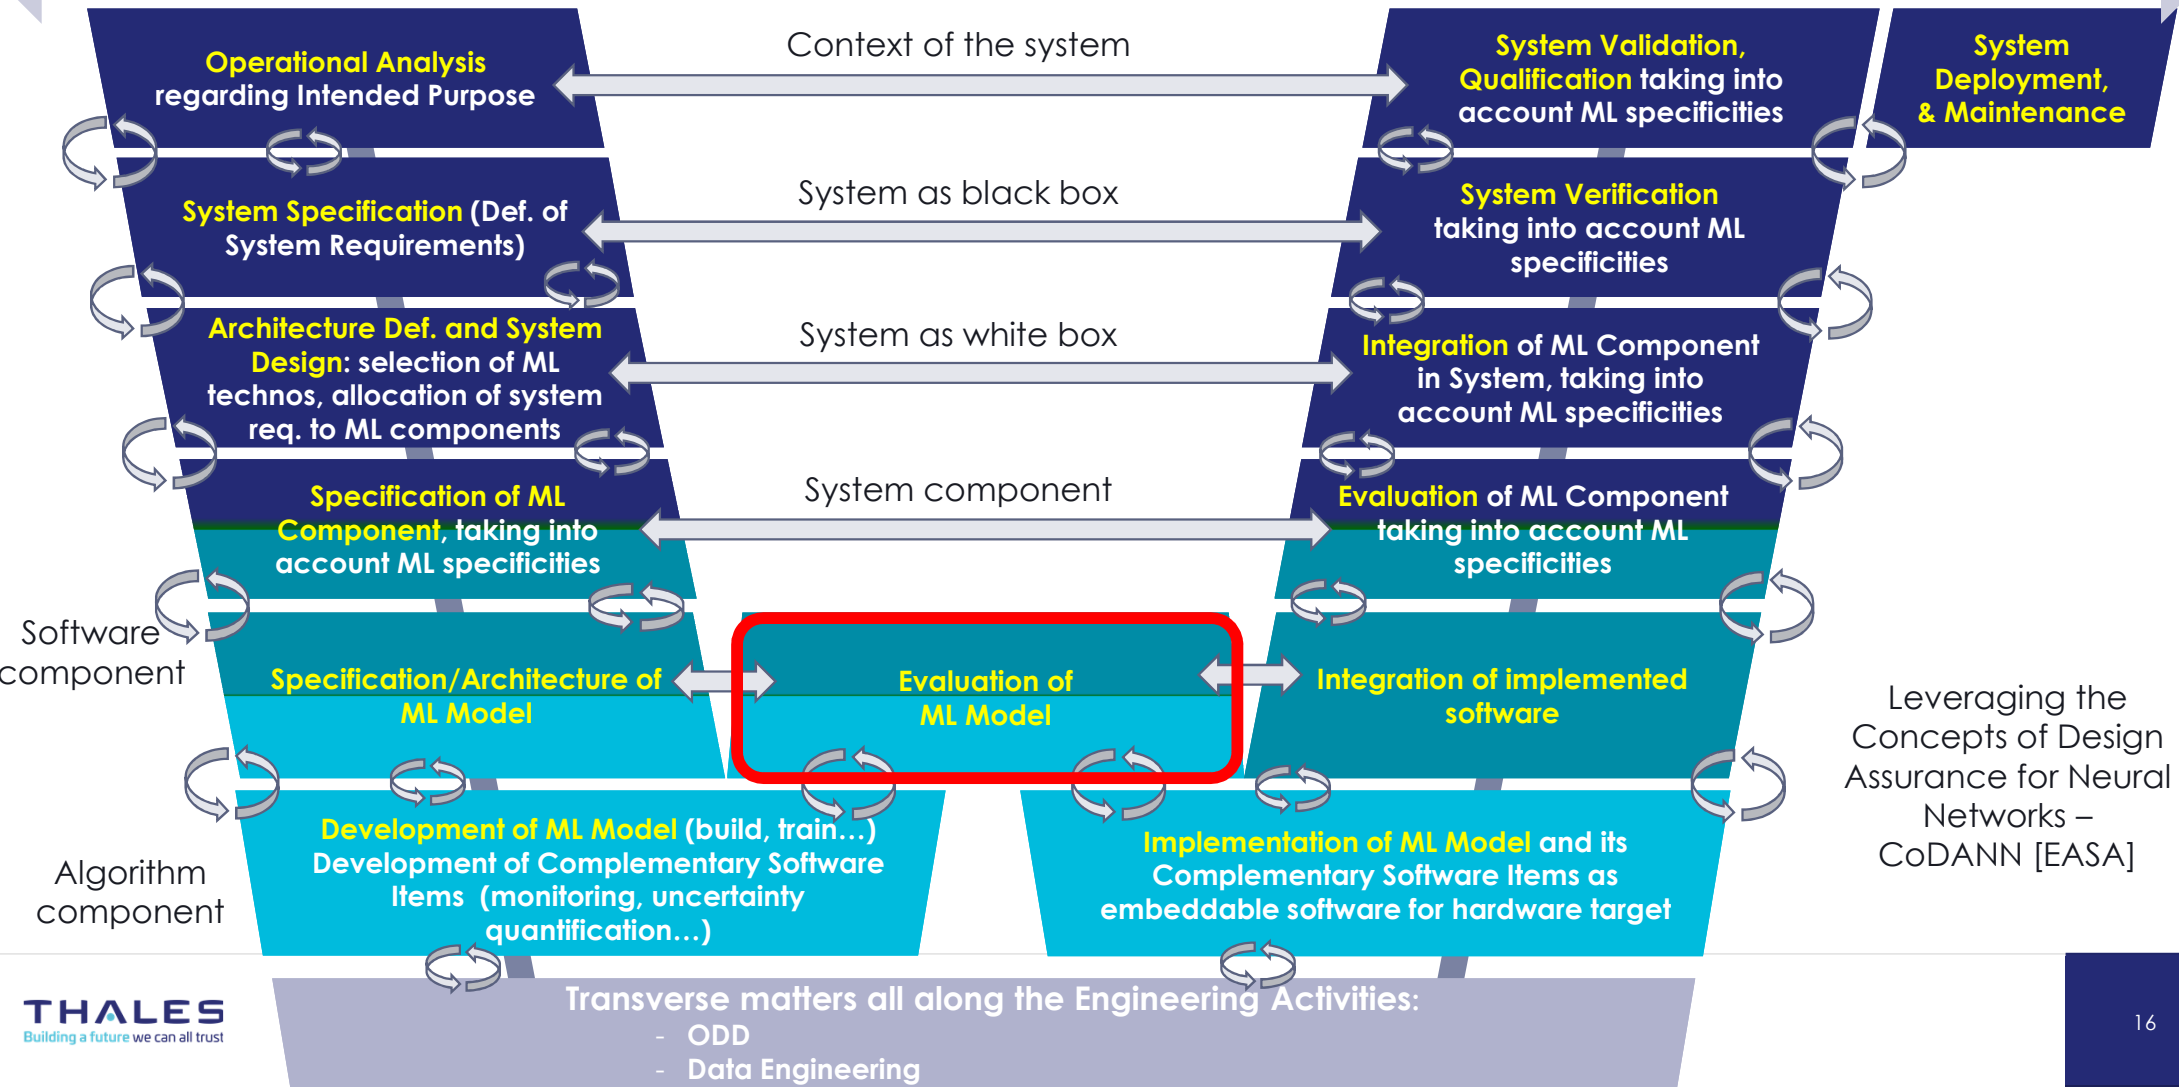 Operational Analysis
regarding Intended Purpose
Context of the system
System Validation,
Qualification taking into
account ML specificities
System
Deployment,
& Maintenance
System Specification (Def. of
System Requirements)
System as black box
System Verification
taking into account ML
specificities
Architecture Def. and System
Design: selection of ML
technos, allocation of system
req. to ML components
System as white box
Integration of ML Component
in System, taking into
account ML specificities
Specification of ML
Component, taking into
account ML specificities
System component
Evaluation of ML Component
taking into account ML
specificities
Software
component
Specification/Architecture of
ML Model
Evaluation of
ML Model
Integration of implemented
software
Leveraging the
Concepts of Design
Assurance for Neural
Networks –
CoDANN [EASA]
Algorithm
component
Development of ML Model (build, train...)
Development of Complementary Software
Items (monitoring, uncertainty
quantification...)
Implementation of ML Model and its
Complementary Software Items as
embeddable software for hardware target
Transverse matters all along the Engineering Activities:
- ODD
- Data Engineering
THALES
Building a future we can all trust
16